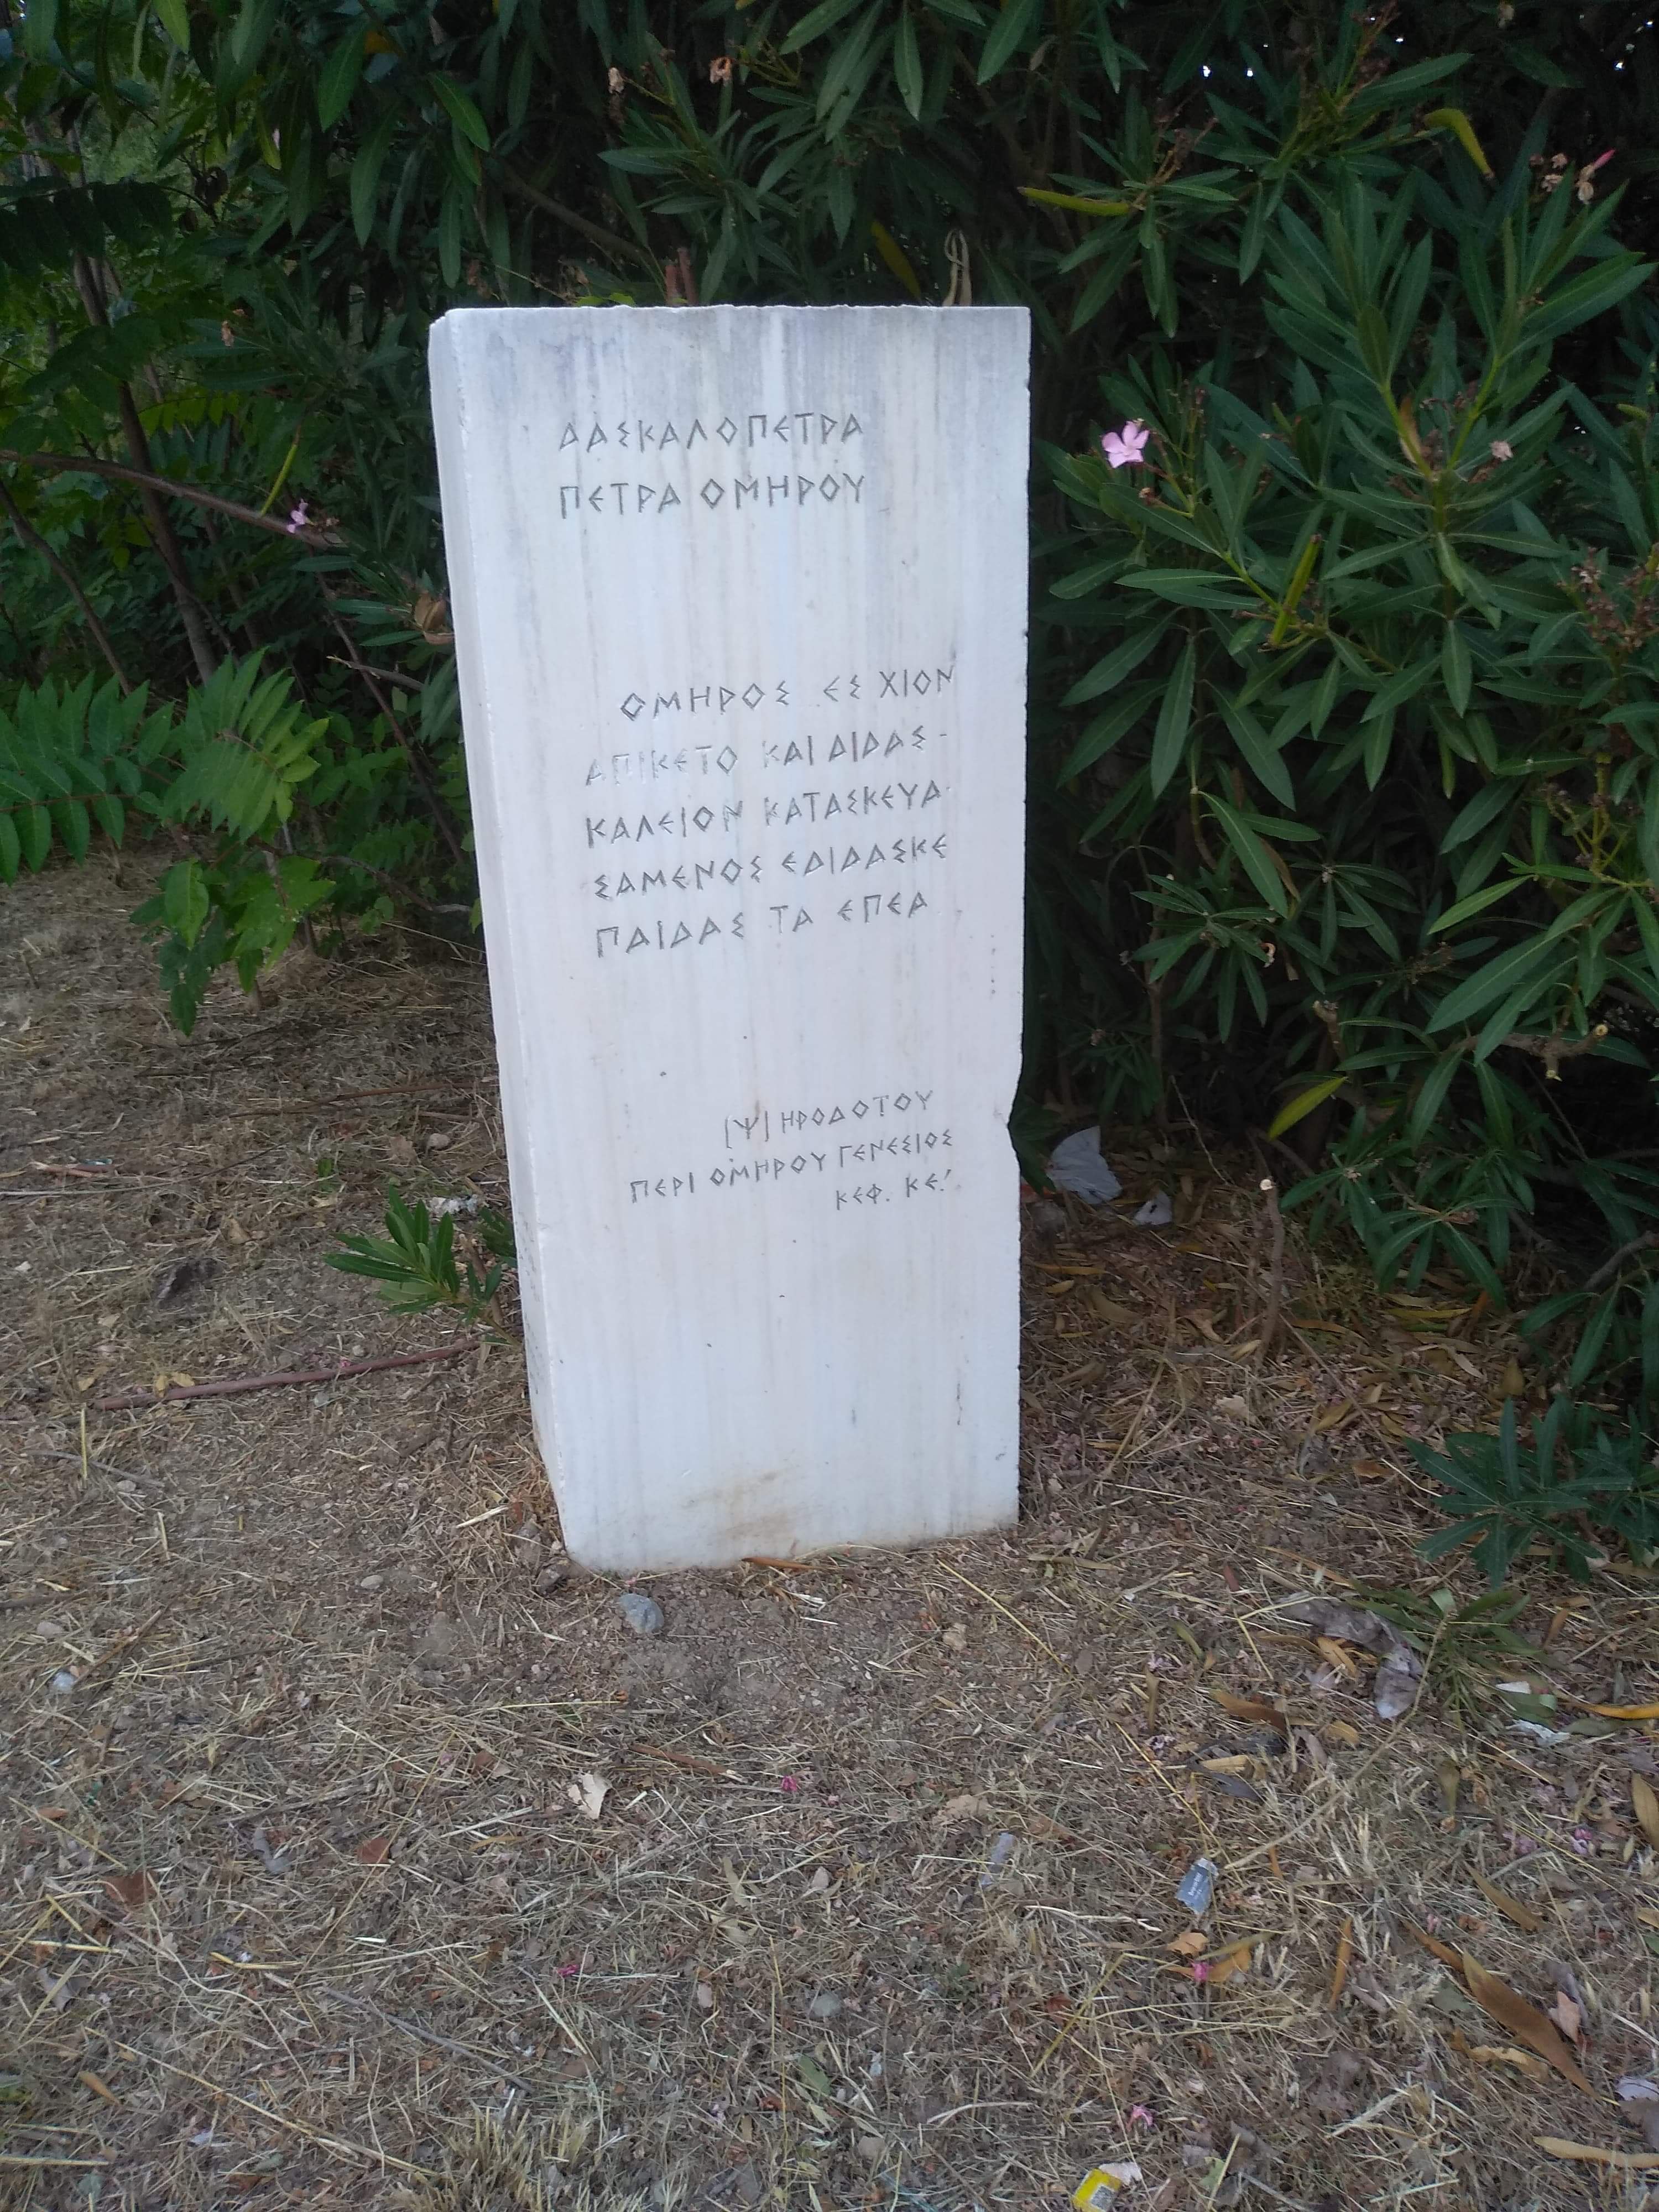 ΔΑΣΚΑΛΟΠΕΤΡΑ
ΠΕΤΡΑ ΟΜΗΡΟΥ
ΟΜΗΡΟΣ ΕΣ ΧΙΟΝ
ΑΠΙΚΕΤΟ ΚΑΙ ΔΙΔΑΣ-
ΚΑΛΕΙΟΝ ΚΑΤΑΣΚΕΥΑ-
ΣΑΜΕΝΟΣ ΕΔΙΔΑΣΚΕ
ΠΑΙΔΑΣ ΤΑ ΕΠΕΑ
[Ψ] ΗΡΟΔΟΤΟΥ
ΠΕΡΙ ΟΜΗΡΟΥ ΓΕΝΕΣΙΟΣ
ΚΕΦ. ΚΕ!